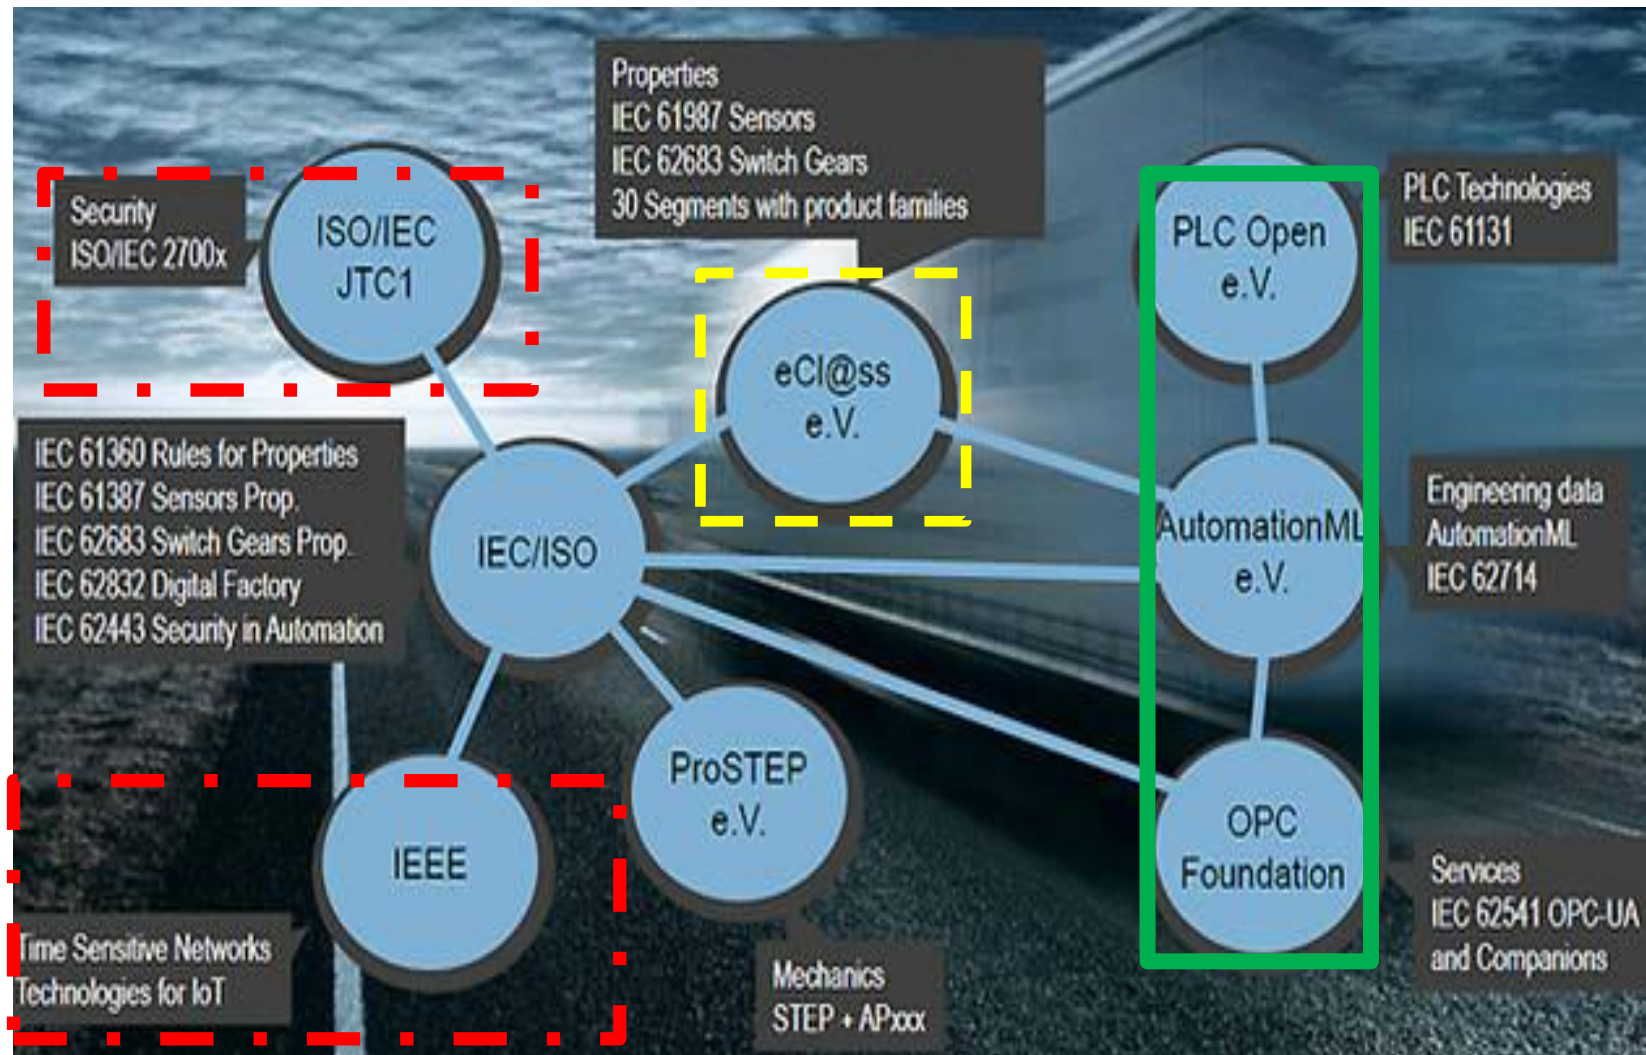 Properties
IEC 61987 Sensors
IEC 62683 Switch Gears
30 Segments with product families
Security
ISO/IEC 2700x
ISO/IEC
JTC1
PLC Open
e.V.
PLC Technologies
IEC 61131
eCl@ss
e.V.
IEC 61360 Rules for Properties
IEC 61387 Sensors Prop.
IEC 62683 Switch Gears Prop.
IEC 62832 Digital Factory
IEC 62443 Security in Automation
IEC/ISO
AutomationML
e.V.
Engineering data
AutomationML
IEC 62714
ProSTEP
e.V.
IEEE
OPC
Foundation
Services
IEC 62541 OPC-UA
and Companions
Time Sensitive Networks
Technologies for IoT
Mechanics
STEP + APxxx